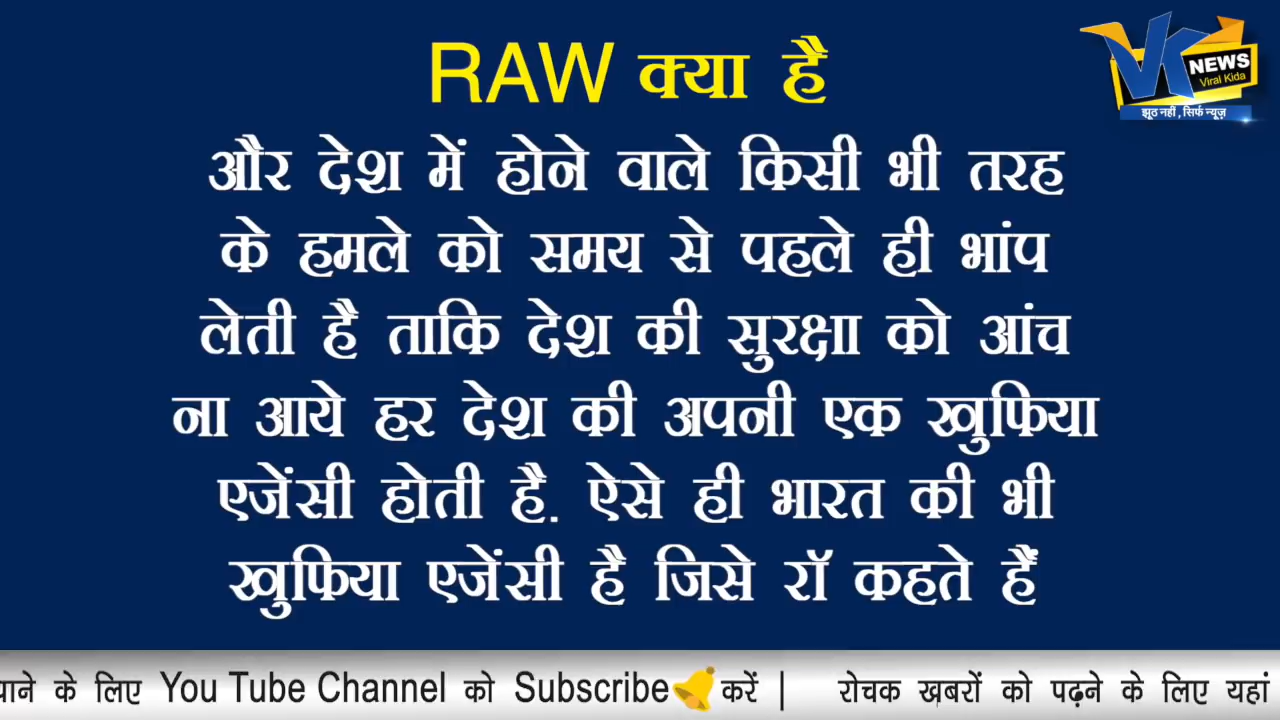 RAW क्या है
NEWS
Viral Kida
झूठ नहीं , सिर्फ न्यूज़
और देश में होने वाले किसी भी तरह
के हमले को समय से पहले ही भांप
लेती है ताकि देश की सुरक्षा को आंच
ना आये हर देश की अपनी एक खुफिया
एजेंसी होती है. ऐसे ही भारत की भी
खुफिया एजेंसी है जिसे रॉ कहते हैं
के लिए You Tube Channel को Subscribe करें | रोचक खबरों को पढ़ने के लिए यहां